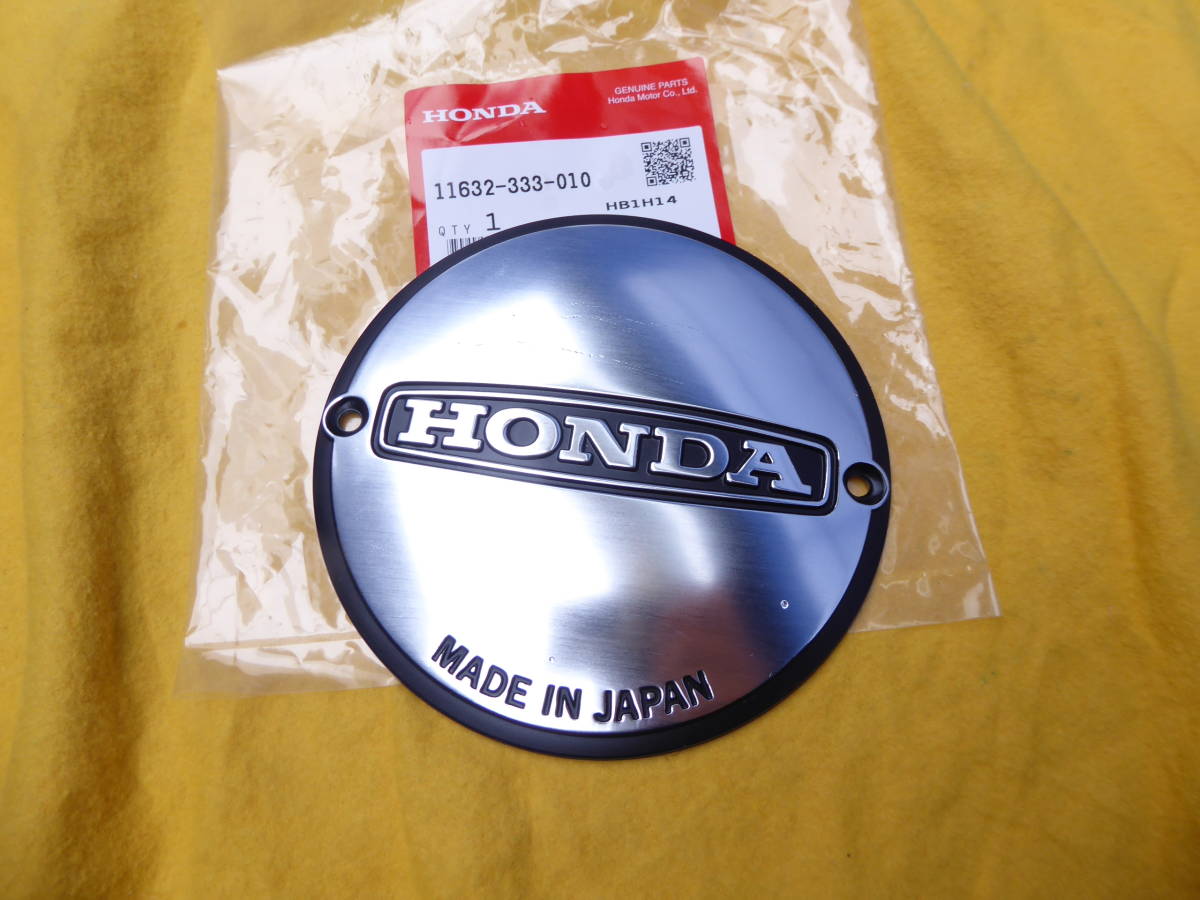 HONDA
GENUINE PARTS
Honda Motor Co., Ltd.
11632-333-010
HB1H14
QTY 1
HONDA
MADE IN JAPAN